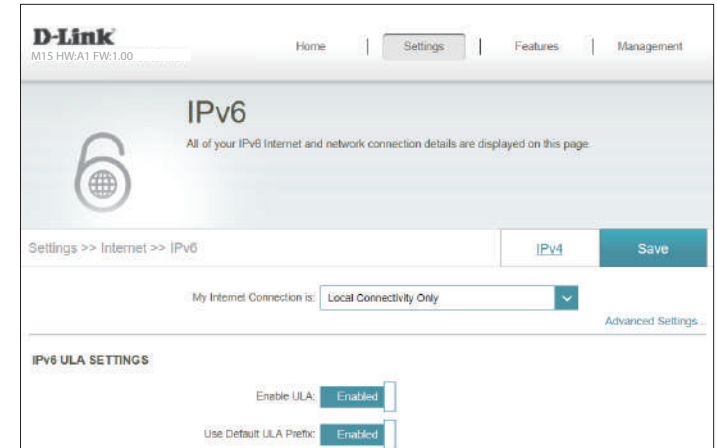 D-Link
M15 HW:A1 FW:1.00
Home | Settings | Features | Management
IPv6
All of your IPv6 Internet and network connection details are displayed on this page.
Settings >> Internet >> IPv6
IPv4
Save
My Internet Connection is: Local Connectivity Only
Advanced Settings...
IPv6 ULA SETTINGS
Enable ULA: Enabled
Use Default ULA Prefix: Enabled